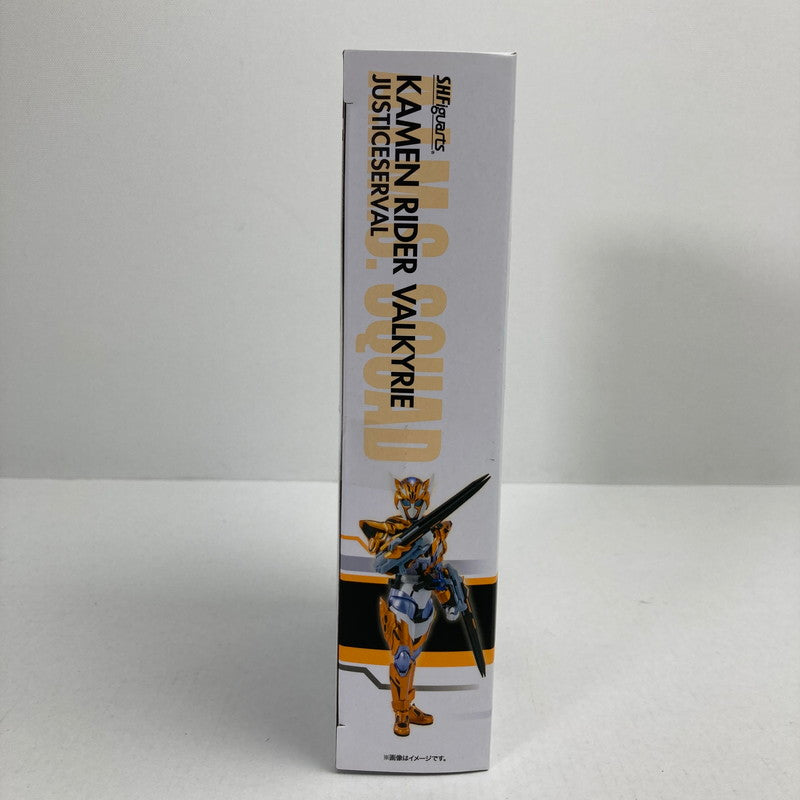 S.H.Figuarts
KAMEN RIDER VALKYRIE
JUSTICESERVAL
SQUAD
※画像はイメージです。